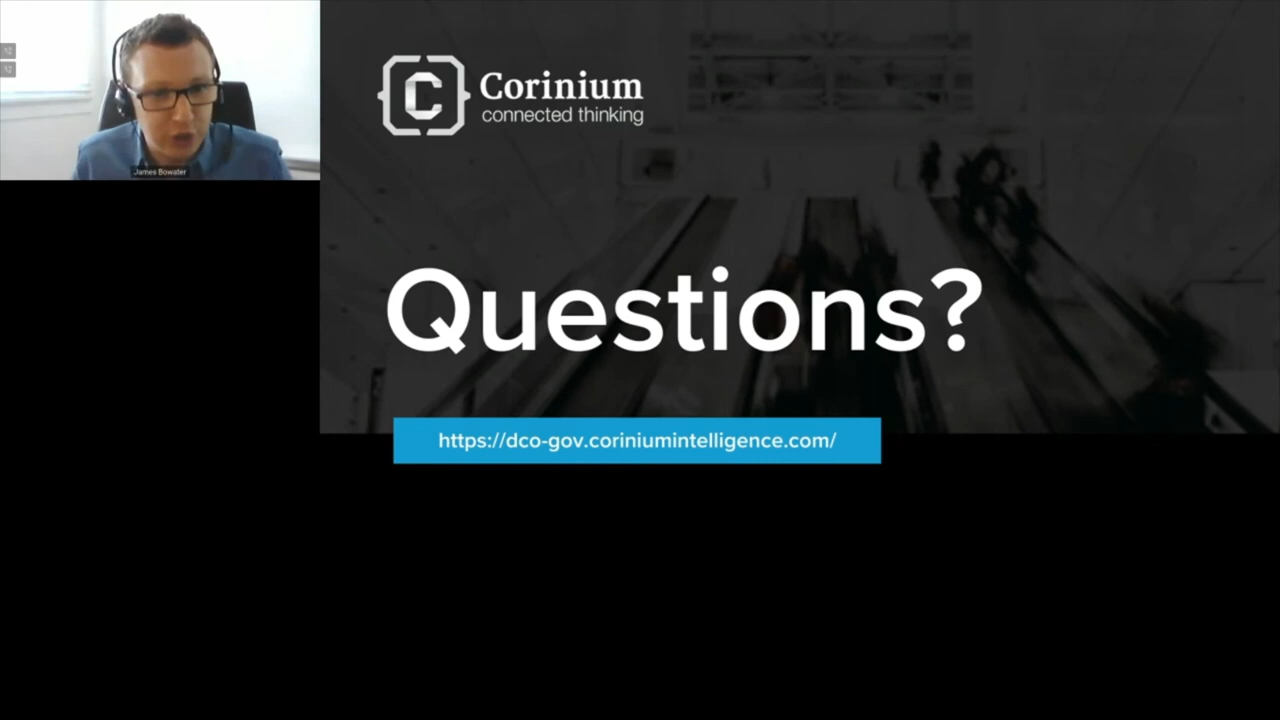 James Bowater
Corinium
connected thinking
Questions?
https://dco-gov.coriniumintelligence.com/